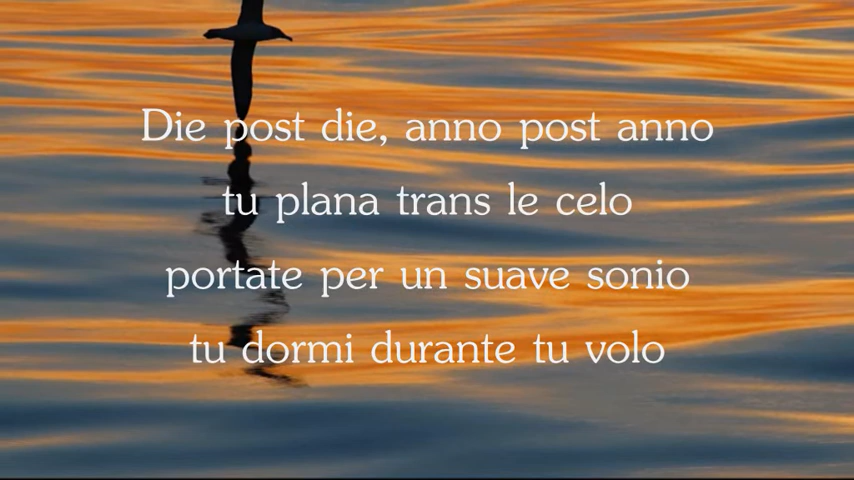 Die post die, anno post anno
tu plana trans le celo
portate per un suave sonio
tu dormi durante tu volo